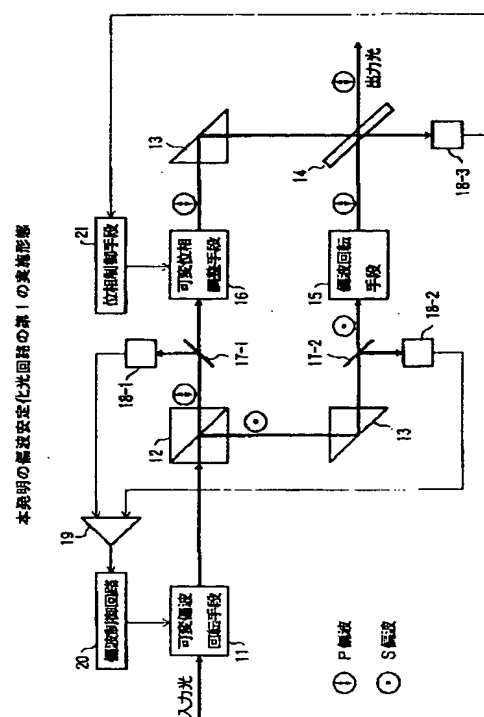 本発明の偏波安定化光回路の第1の実施形態
21
位相制御手段
13
可変位相
調整手段
16
18-1
17-1
12
19
20
偏波制御回路
可変偏波
回転手段
11
入力光
出力光
14
18-3
偏波回転
手段
15
17-2
18-2
13
P偏波
S偏波